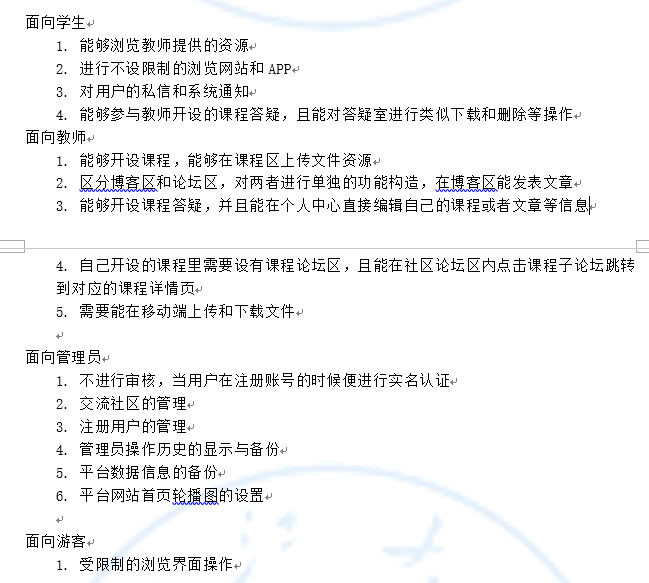 面向学生
1. 能够浏览教师提供的资源
2. 进行不设限制的浏览网站和 APP
3. 对用户的私信和系统通知
4. 能够参与教师开设的课程答疑，且能对答疑室进行类似下载和删除等操作
面向教师
1. 能够开设课程，能够在课程区上传文件资源
2. 区分博客区和论坛区，对两者进行单独的功能构造，在博客区能发表文章
3. 能够开设课程答疑，并且能在个人中心直接编辑自己的课程或者文章等信息
4. 自己开设的课程里需要设有课程论坛区，且能在社区论坛区内点击课程子论坛跳转
到对应的课程详情页
5. 需要能在移动端上传和下载文件
面向管理员
1. 不进行审核，当用户在注册账号的时候便进行实名认证
2. 交流社区的管理
3. 注册用户的管理
4. 管理员操作历史的显示与备份
5. 平台数据信息的备份
6. 平台网站首页轮播图的设置
面向游客
1. 受限制的浏览界面操作